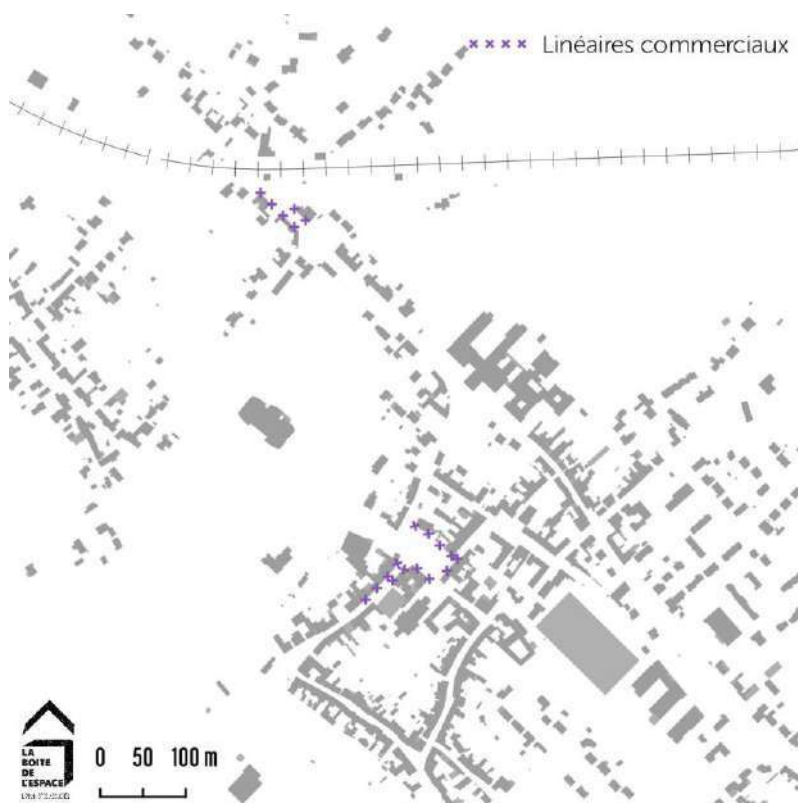 Linéaires commerciaux
LA
BOITE
DE
L'ESPACE
0 50 100 m